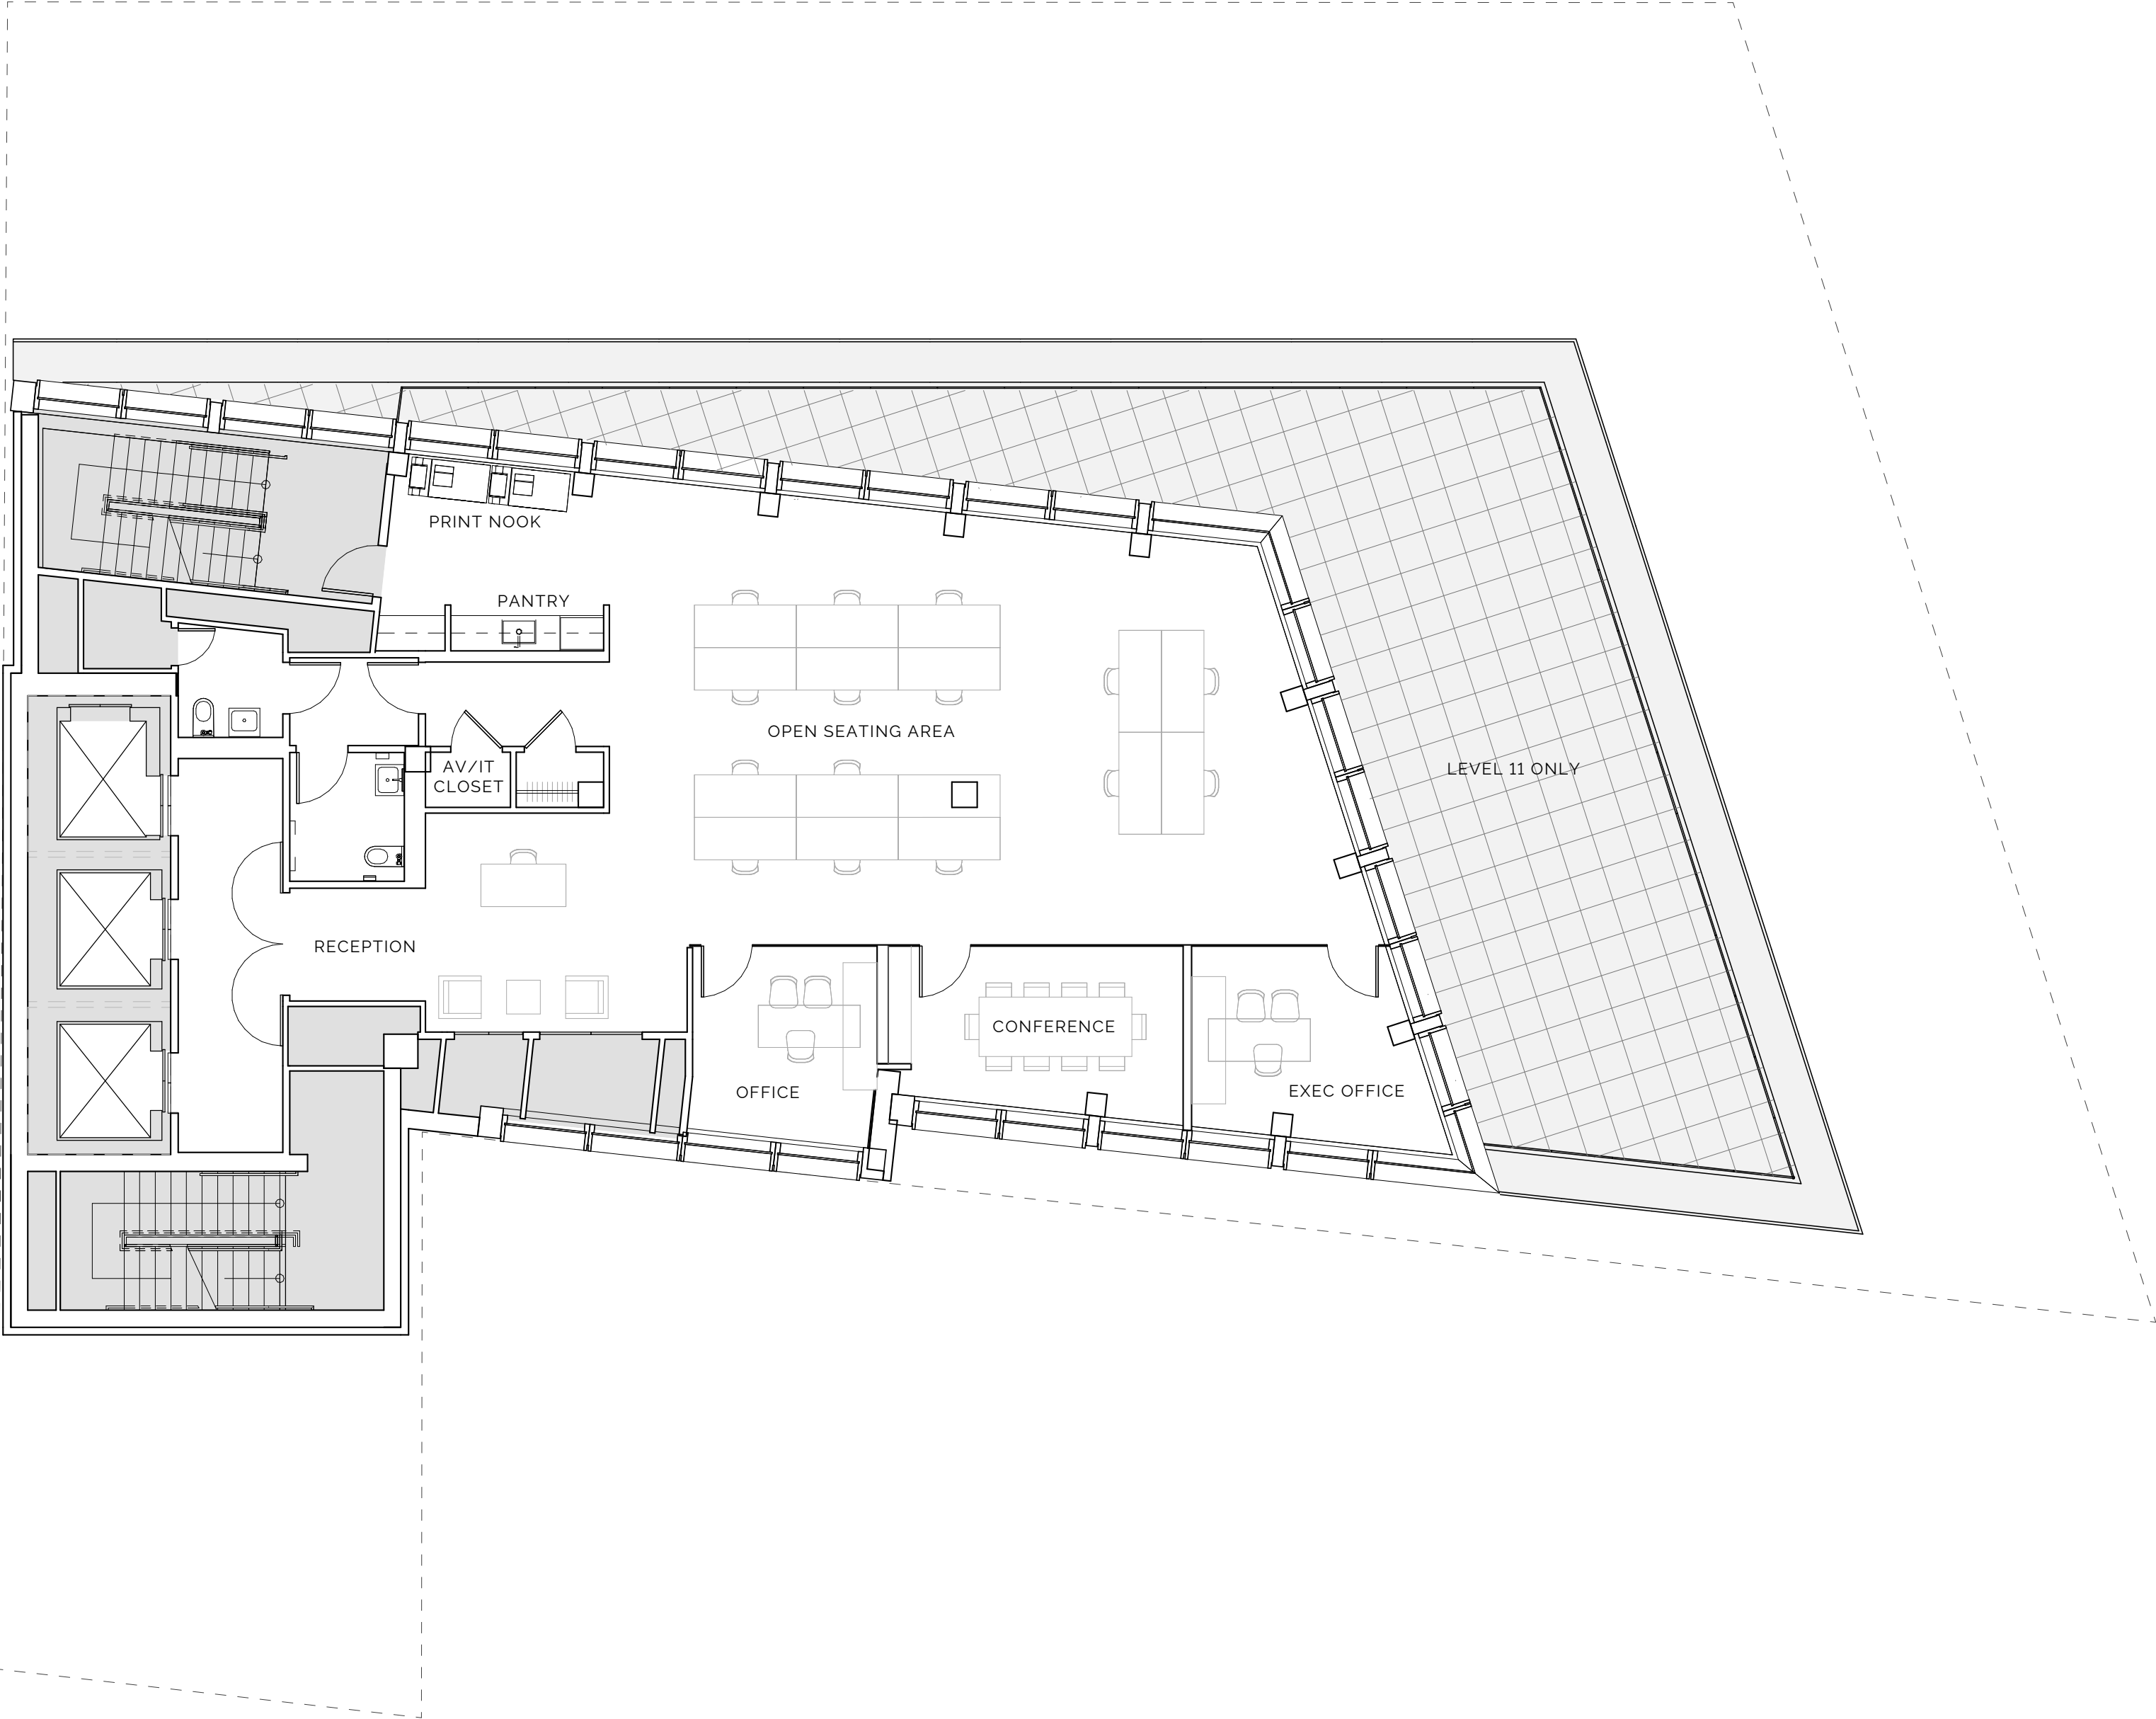 PRINT NOOK
PANTRY
OPEN SEATING AREA
AV/IT
CLOSET
LEVEL 11 ONLY
RECEPTION
CONFERENCE
OFFICE
EXEC OFFICE